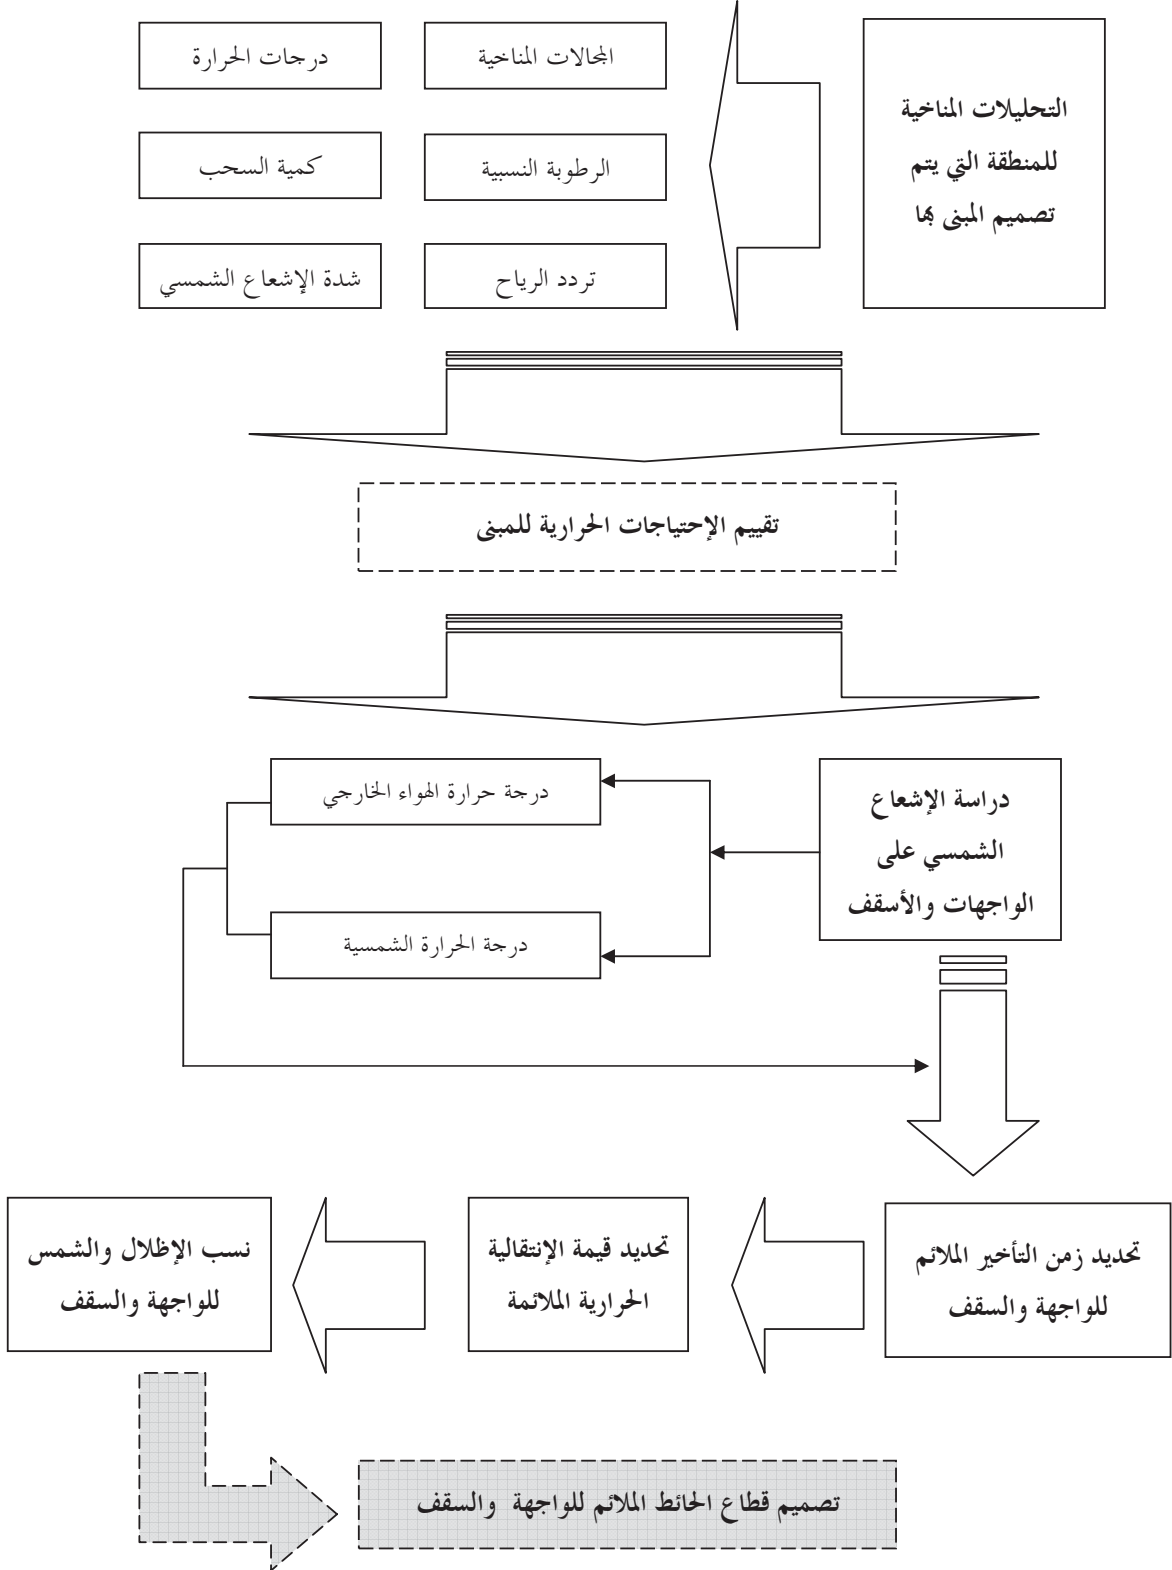 التحليلات المناخية
للمنطقة التي يتم
تصميم المبنى بها
المجالات المناخية
درجات الحرارة
الرطوبة النسبية
كمية السحب
تردد الرياح
شدة الإشعاع الشمسي
تقييم الإحتياجات الحرارية للمبنى
دراسة الإشعاع
الشمسي على
الواجهات والأسقف
درجة حرارة الهواء الخارجي
درجة الحرارة الشمسية
تحديد زمن التأخير الملائم
للواجهة والسقف
تحديد قيمة الإنتقالية
الحرارية الملائمة
نسب الإظلال والشمس
للواجهة والسقف
تصميم قطاع الحائط الملائم للواجهة والسقف